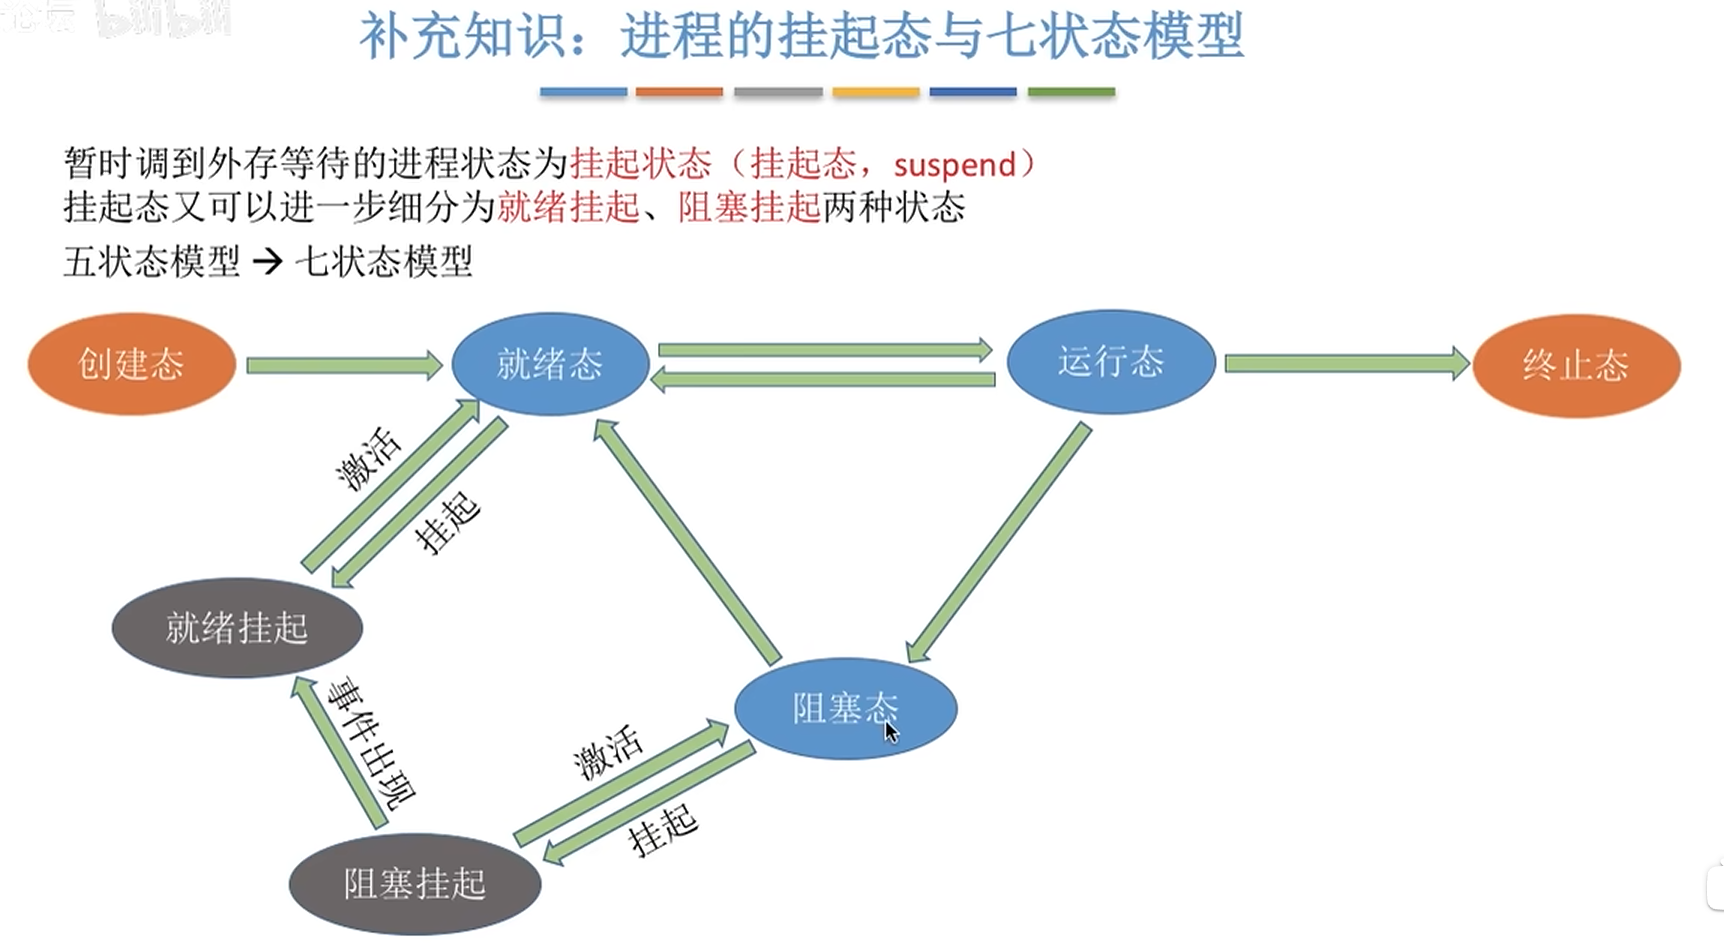 补充知识：进程的挂起态与七状态模型
暂时调到外存等待的进程状态为挂起状态（挂起态，suspend）
挂起态又可以进一步细分为就绪挂起、阻塞挂起两种状态
五状态模型 → 七状态模型
创建态
就绪态
运行态
终止态
激活
挂起
就绪挂起
事件出现
阻塞态
激活
挂起
阻塞挂起